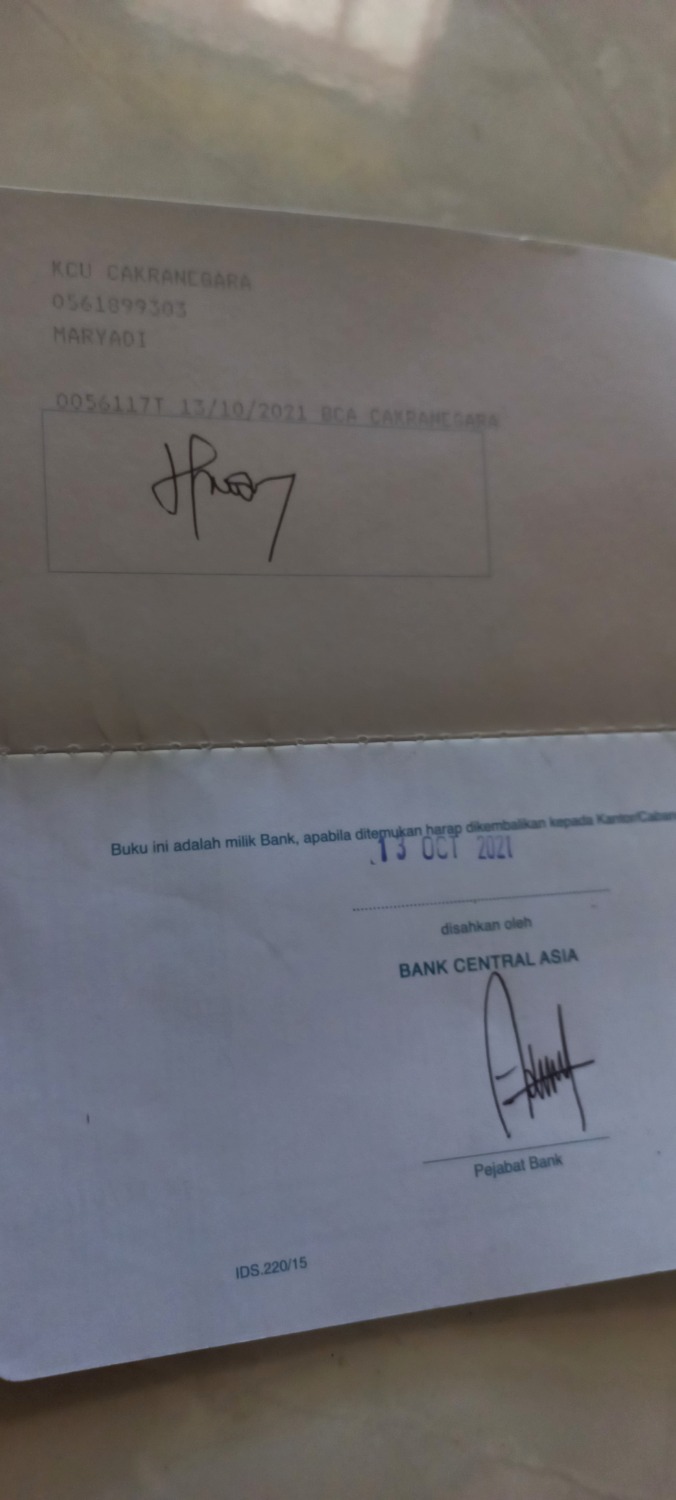 KCU CAKRANEGARA
0561899303
MARYADI
0056117T 13/10/2021 BCA CAKRANEGARA
Buku ini adalah milik Bank, apabila ditemukan harap dikembalikan kepada
13 OCT 2021
disahkan oleh
BANK CENTRAL ASIA
Pejabat Bank
IDS.220/15